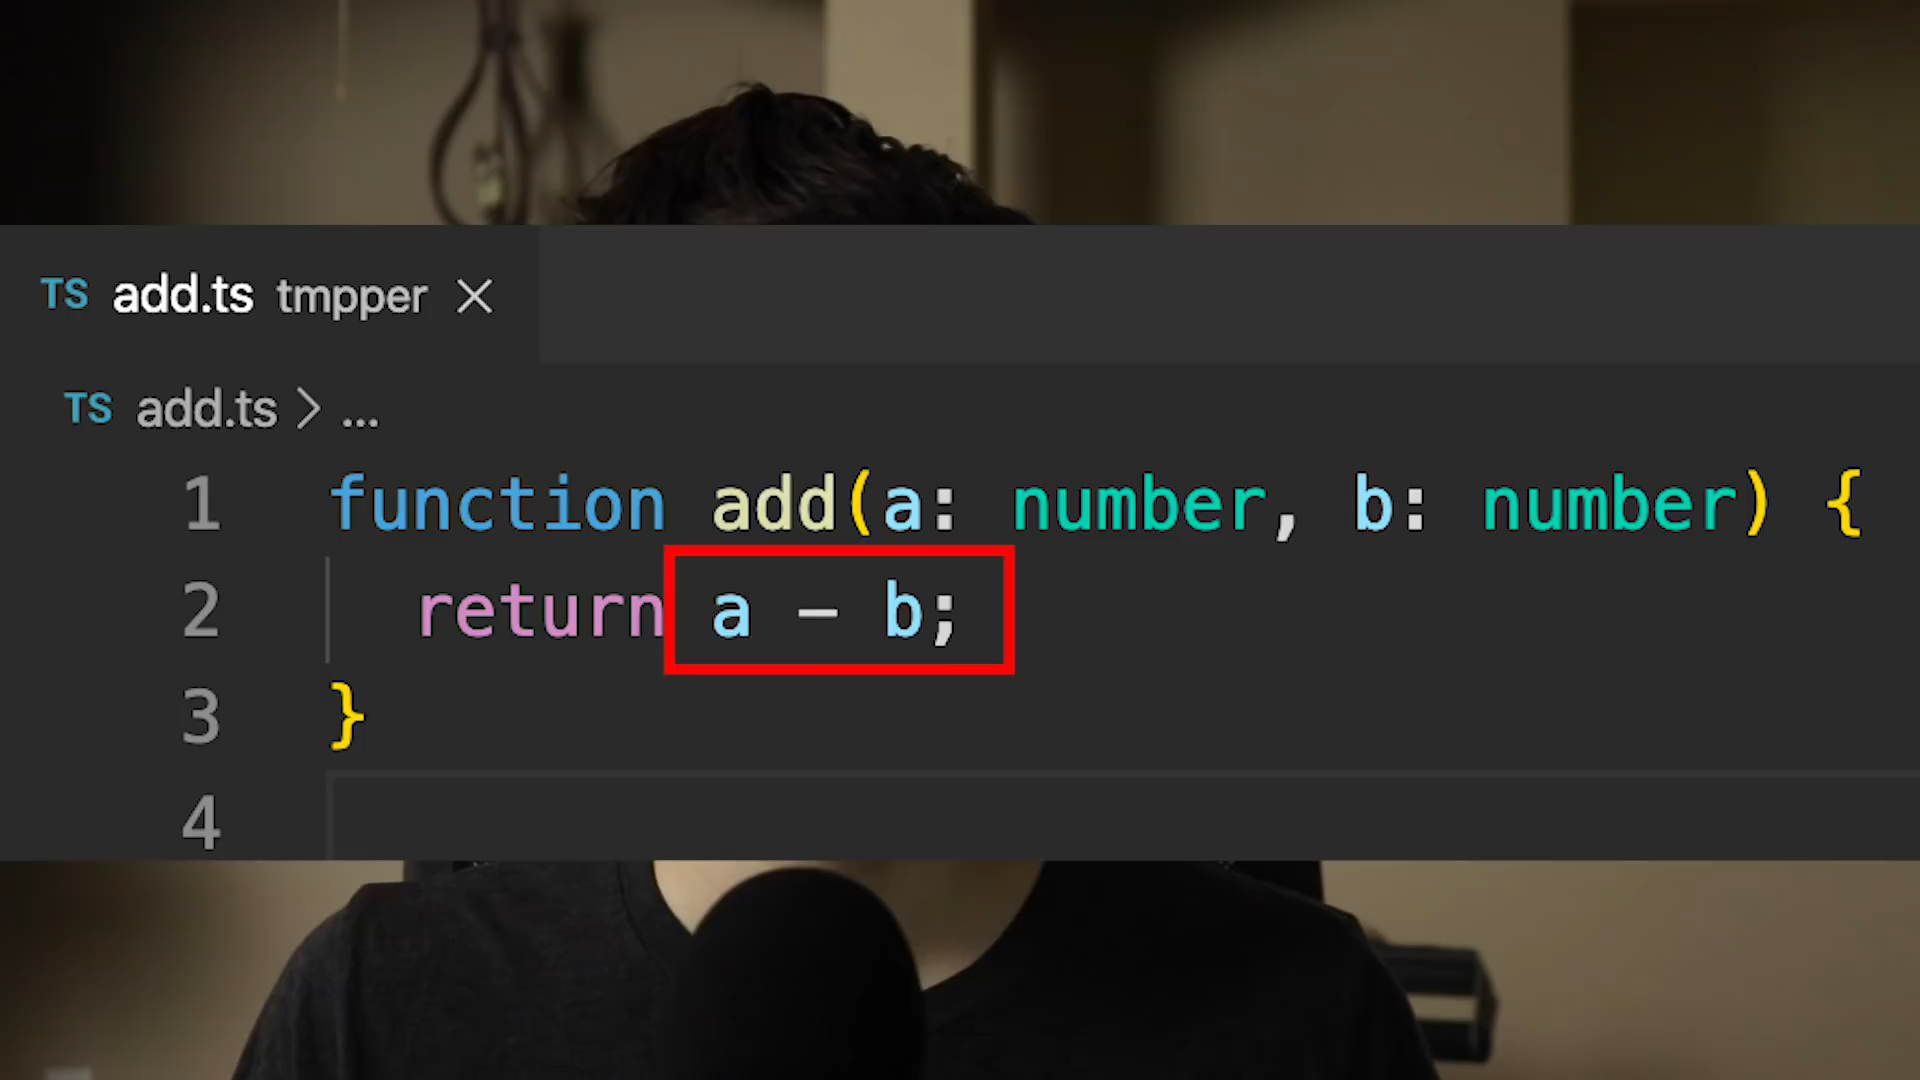 TS add.ts tmpper
TS add.ts > ...
1 function add(a: number, b: number) {
2 return a - b;
3 }
4